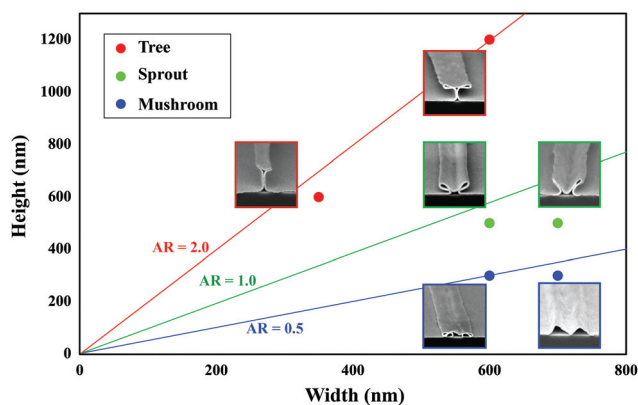 Tree
Sprout
Mushroom
1200
1000
800
600
400
200
0
Height (nm)
AR = 2.0
AR = 1.0
AR = 0.5
0
200
400
600
800
Width (nm)